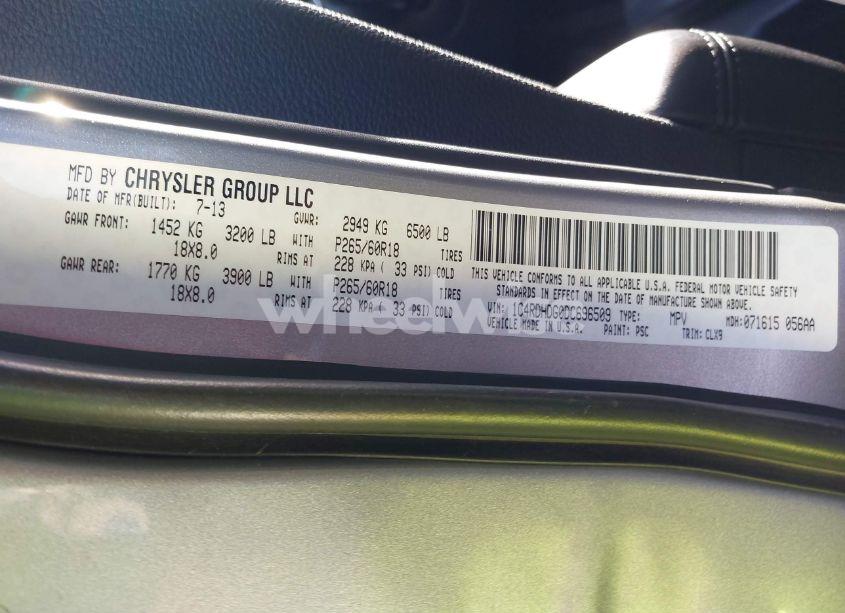 MFD BY CHRYSLER GROUP LLC
DATE OF MFR(BUILT): 7-13 GVWR: 2949 KG 6500 LB
GAWR FRONT: 1452 KG 3200 LB WITH P265/60R18 TIRES
18X8.0 RIMS AT 228 KPA ( 33 PSI) COLD
GAWR REAR: 1770 KG 3900 LB WITH P265/60R18 TIRES
18X8.0 RIMS AT 228 KPA ( 33 PSI) COLD
THIS VEHICLE CONFORMS TO ALL APPLICABLE U.S.A. FEDERAL MOTOR VEHICLE SAFETY
STANDARDS IN EFFECT ON THE DATE OF MANUFACTURE SHOWN ABOVE.
VIN: 1C4RDHDG0DC696509 TYPE: MPV MDH:071615 056AA
VEHICLE MADE IN U.S.A. PAINT: PSC TRIM: CLX9